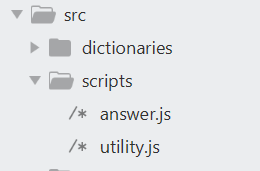 src
dictionaries
scripts
/* answer.js
/* utility.js